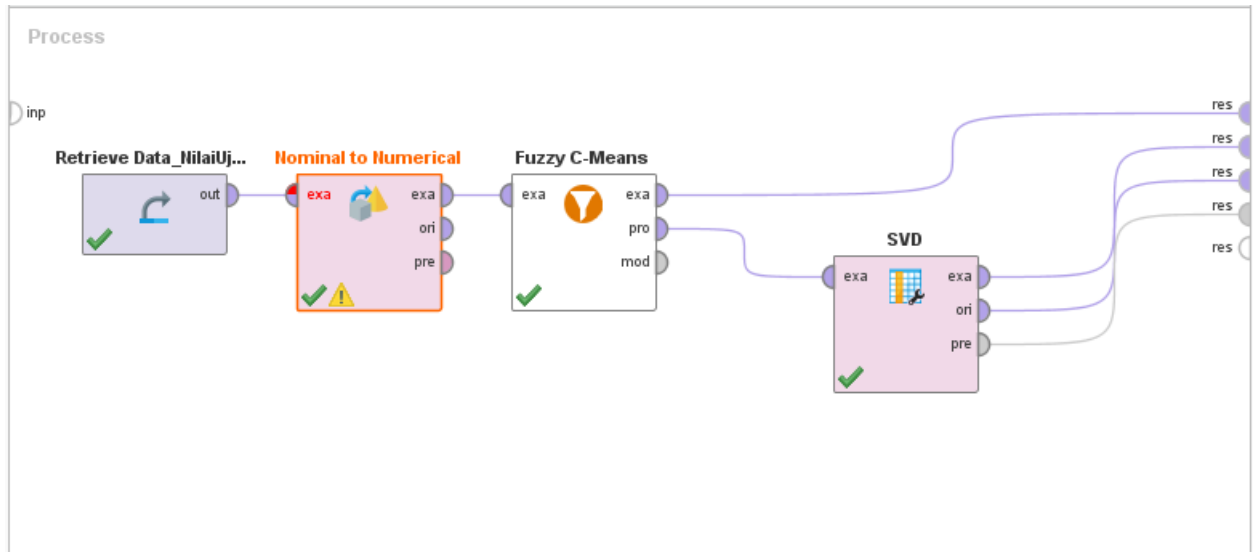 Process
inp
res
res
res
res
res
Retrieve Data_NilaiUj...
out
Nominal to Numerical
exa
exa
ori
pre
Fuzzy C-Means
exa
exa
pro
mod
SVD
exa
exa
ori
pre